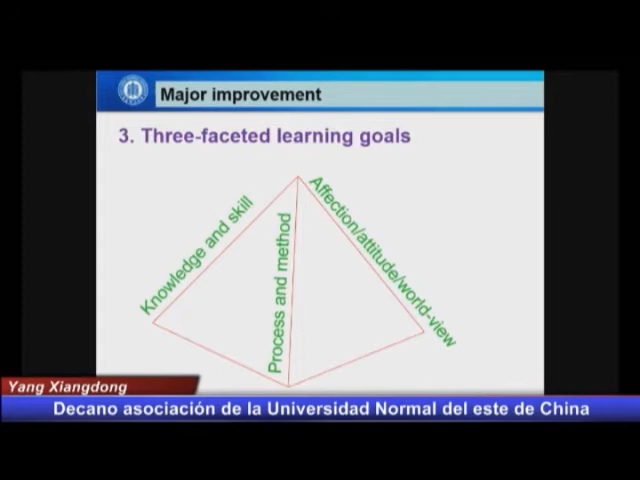 Major improvement
3. Three-faceted learning goals
Knowledge and skill
Process and method
Affection/attitude/world-view
Yang Xiangdong
Decano asociación de la Universidad Normal del este de China